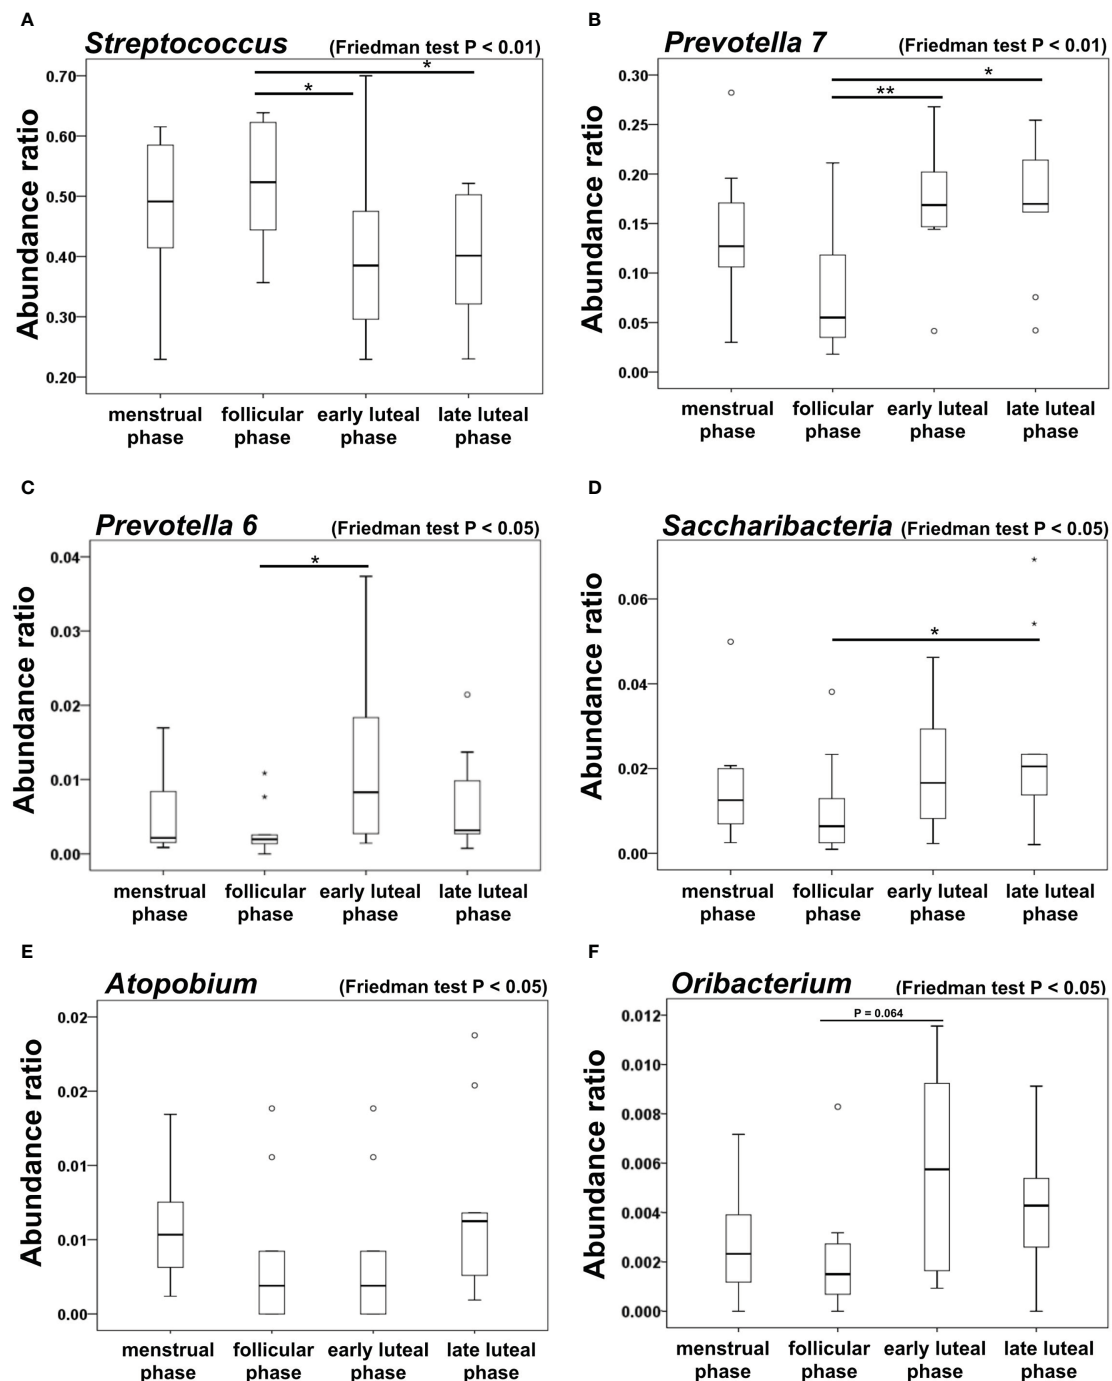 A
Streptococcus (Friedman test P < 0.01)
*
*
0.70
0.60
0.50
0.40
0.30
0.20
Abundance ratio
menstrual phase
follicular phase
early luteal phase
late luteal phase
B
Prevotella 7 (Friedman test P < 0.01)
*
**
0.30
0.25
0.20
0.15
0.10
0.05
0.00
Abundance ratio
menstrual phase
follicular phase
early luteal phase
late luteal phase
C
Prevotella 6 (Friedman test P < 0.05)
*
0.04
0.03
0.02
0.01
0.00
Abundance ratio
menstrual phase
follicular phase
early luteal phase
late luteal phase
D
Saccharibacteria (Friedman test P < 0.05)
*
0.06
0.04
0.02
0.00
Abundance ratio
menstrual phase
follicular phase
early luteal phase
late luteal phase
E
Atopobium (Friedman test P < 0.05)
0.02
0.02
0.01
0.01
0.00
Abundance ratio
menstrual phase
follicular phase
early luteal phase
late luteal phase
F
Oribacterium (Friedman test P < 0.05)
P = 0.064
0.012
0.010
0.008
0.006
0.004
0.002
0.000
Abundance ratio
menstrual phase
follicular phase
early luteal phase
late luteal phase